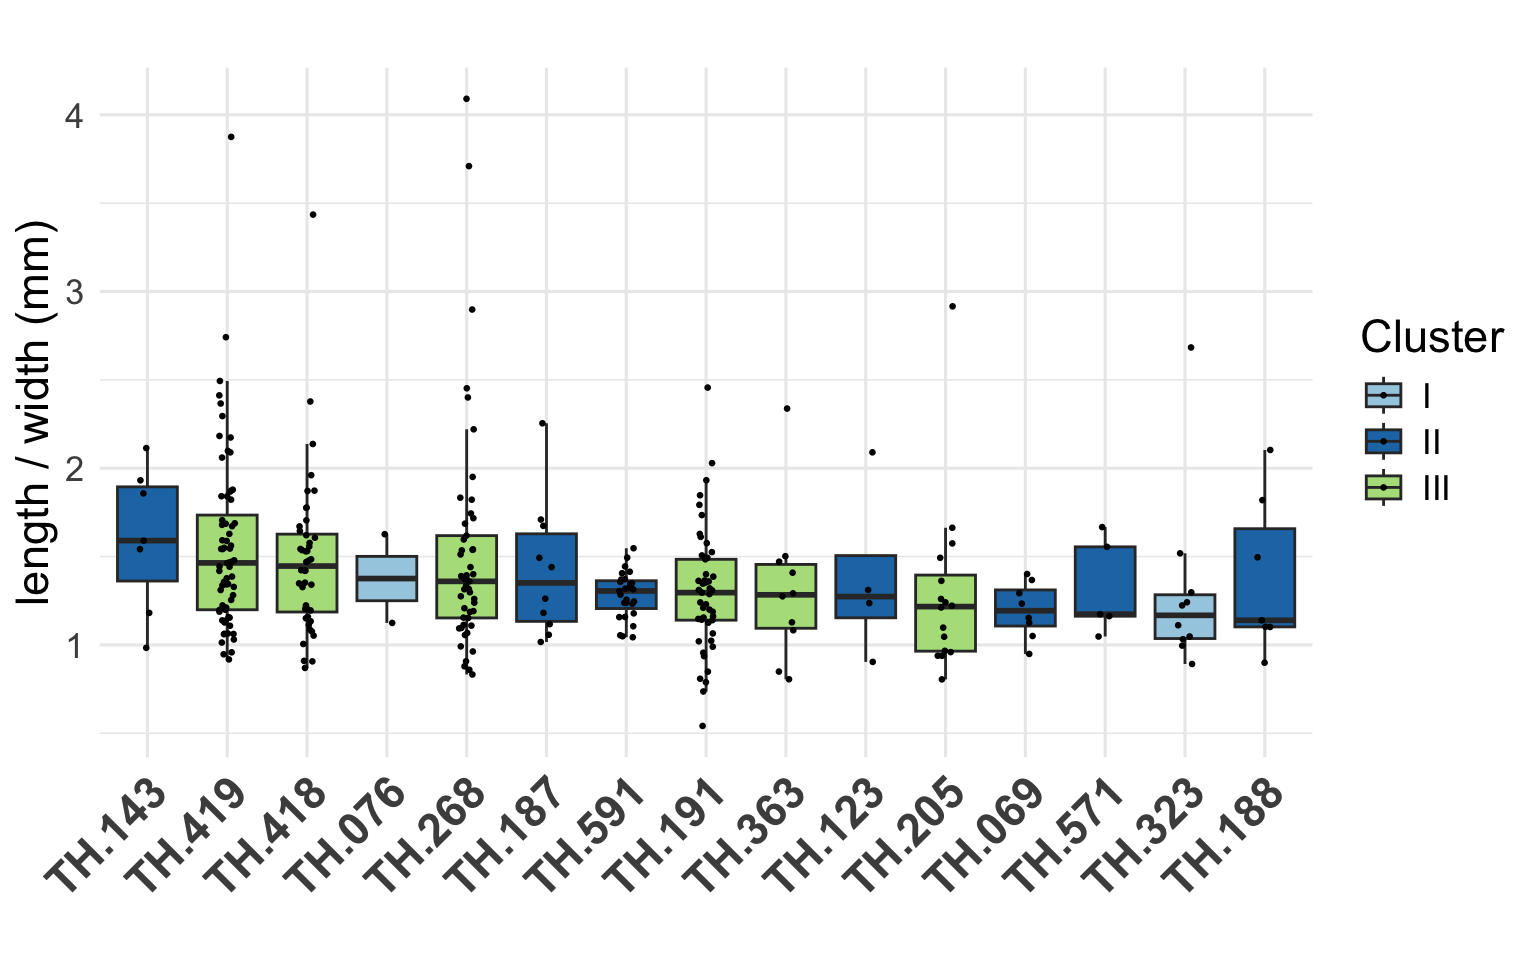 length / width (mm)
4
3
2
1
TH.143
TH.419
TH.418
TH.076
TH.268
TH.187
TH.591
TH.191
TH.363
TH.123
TH.205
TH.069
TH.571
TH.323
TH.188
Cluster
I
II
III